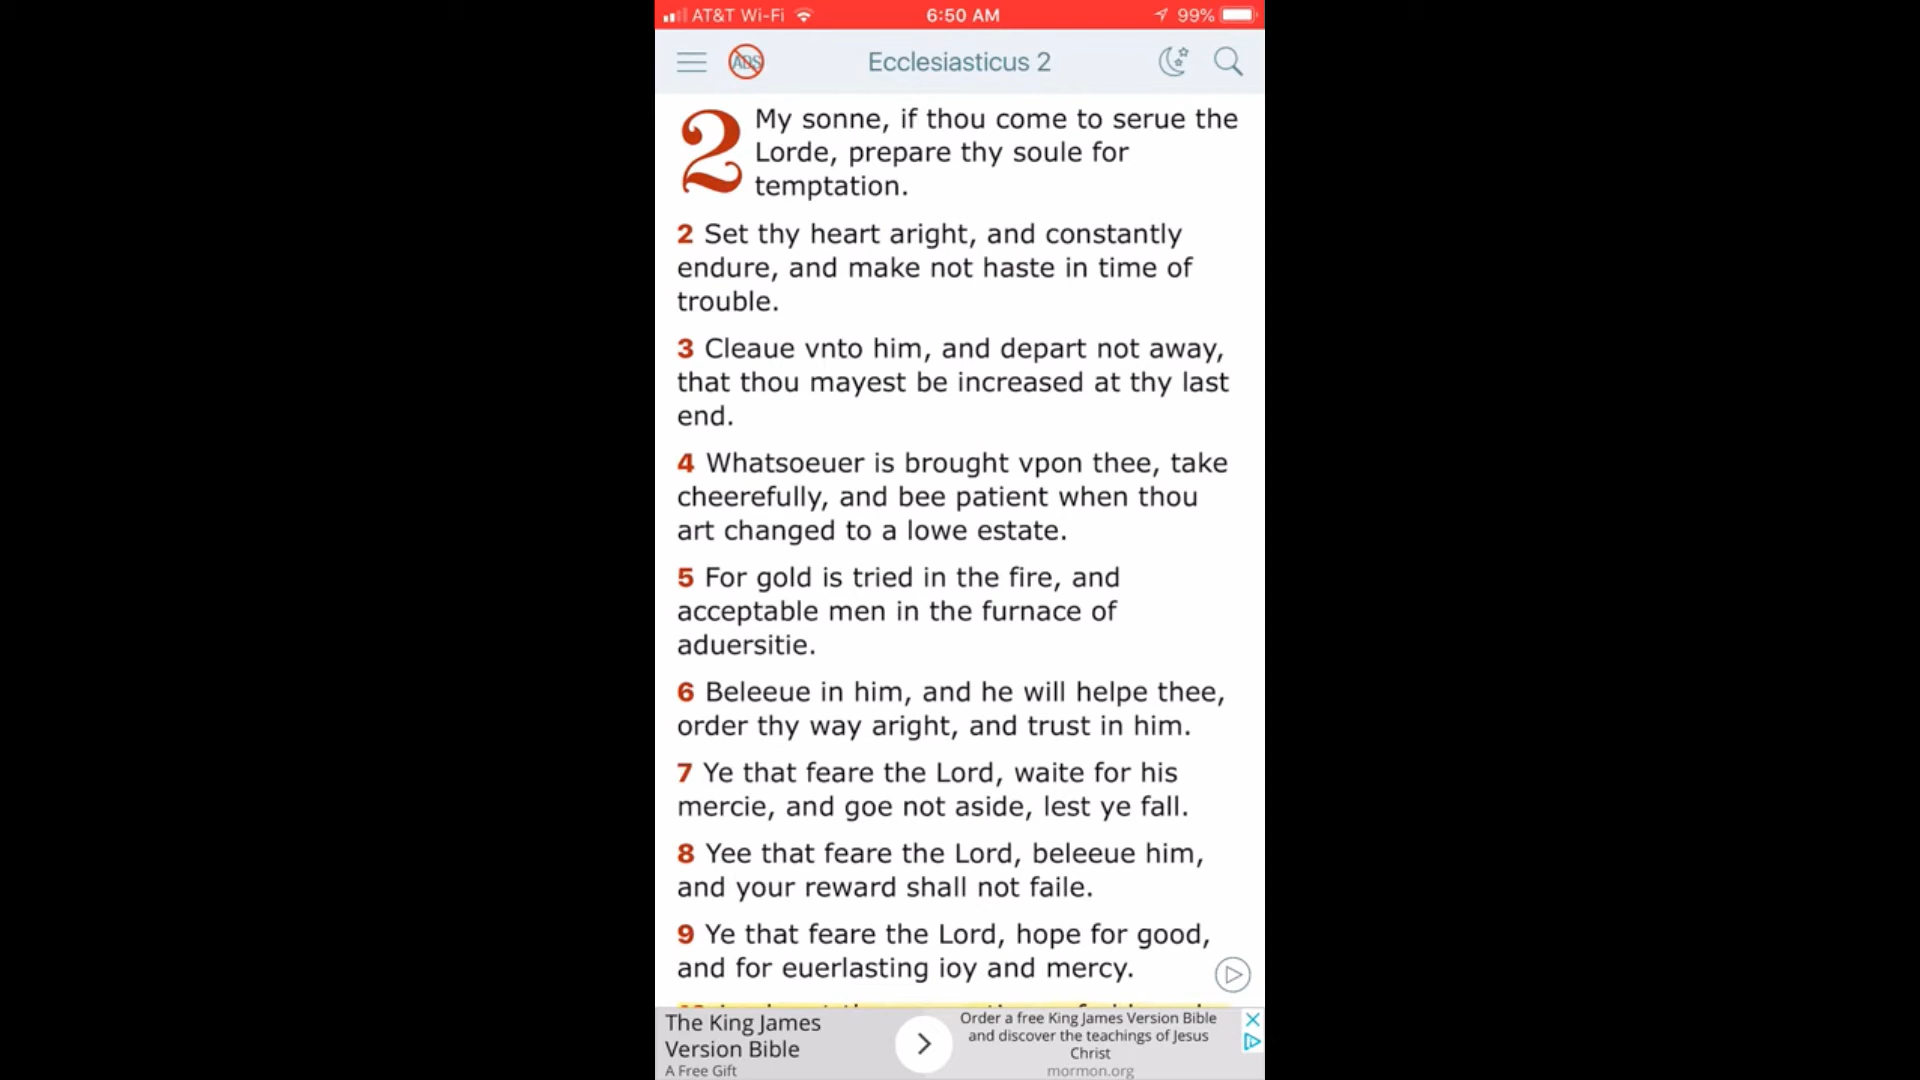 AT&T Wi-Fi 6:50 AM 99%
ADS Ecclesiasticus 2
2 My sonne, if thou come to serue the
Lorde, prepare thy soule for
temptation.
2 Set thy heart aright, and constantly
endure, and make not haste in time of
trouble.
3 Cleaue vnto him, and depart not away,
that thou mayest be increased at thy last
end.
4 Whatsoeuer is brought vpon thee, take
cheerefully, and bee patient when thou
art changed to a lowe estate.
5 For gold is tried in the fire, and
acceptable men in the furnace of
aduersitie.
6 Beleeue in him, and he will helpe thee,
order thy way aright, and trust in him.
7 Ye that feare the Lord, waite for his
mercie, and goe not aside, lest ye fall.
8 Yee that feare the Lord, beleeue him,
and your reward shall not faile.
9 Ye that feare the Lord, hope for good,
and for euerlasting ioy and mercy.
The King James
Version Bible
A Free Gift
Order a free King James Version Bible
and discover the teachings of Jesus
Christ
mormon.org